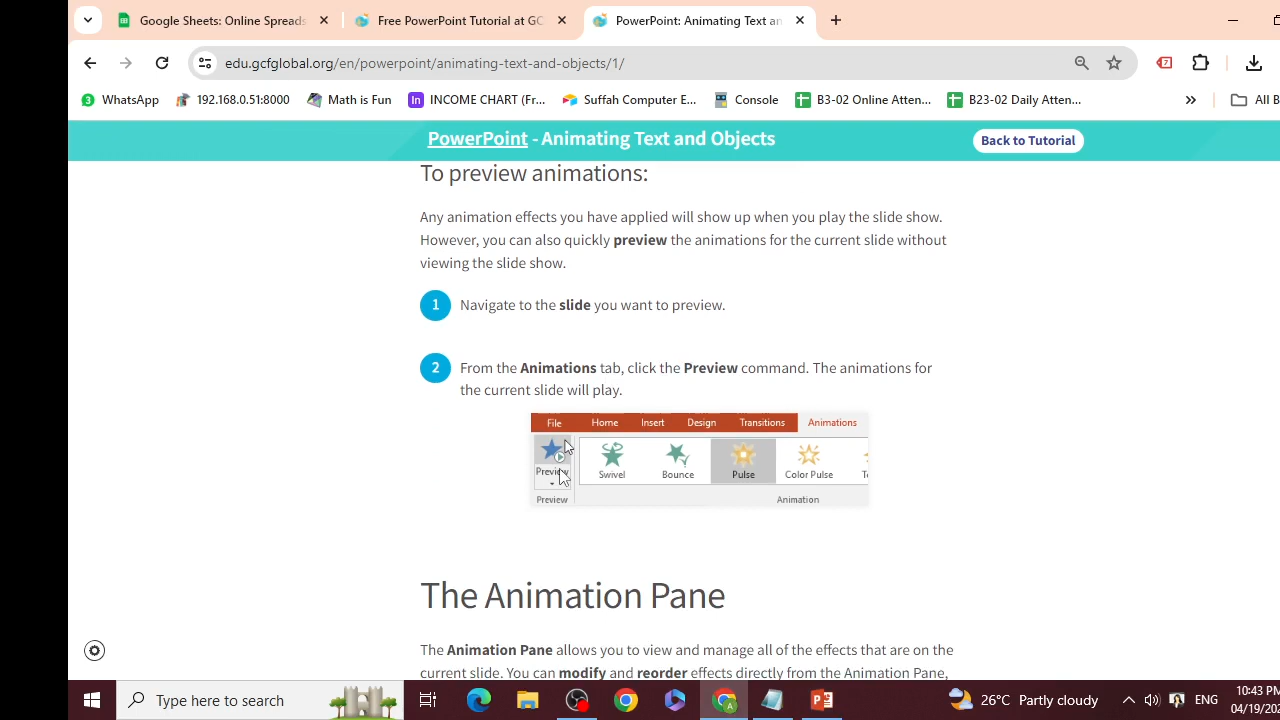 Google Sheets: Online Spreads
Free PowerPoint Tutorial at GC
PowerPoint: Animating Text an
edu.gcfglobal.org/en/powerpoint/animating-text-and-objects/1/
7
3 WhatsApp
192.168.0.51:8000
Math is Fun
In INCOME CHART (Fr...
Suffah Computer E...
Console
B3-02 Online Atten...
B23-02 Daily Atten...
All B
PowerPoint - Animating Text and Objects
Back to Tutorial
To preview animations:
Any animation effects you have applied will show up when you play the slide show.
However, you can also quickly preview the animations for the current slide without
viewing the slide show.
1 Navigate to the slide you want to preview.
2 From the Animations tab, click the Preview command. The animations for
the current slide will play.
File Home Insert Design Transitions Animations
Preview Swivel Bounce Pulse Color Pulse
Preview Animation
The Animation Pane
The Animation Pane allows you to view and manage all of the effects that are on the
current slide. You can modify and reorder effects directly from the Animation Pane,
Type here to search
26°C Partly cloudy
ENG
10:43 PM
04/19/20